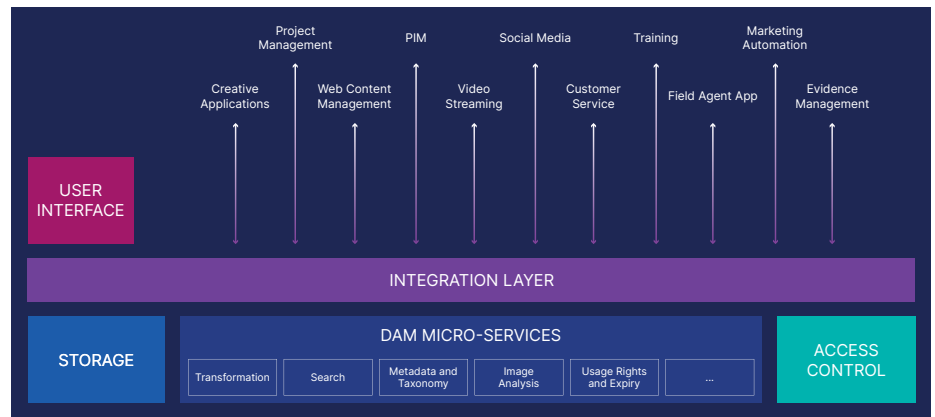 Project
Management
PIM
Social Media
Training
Marketing
Automation
Creative
Applications
Web Content
Management
Video
Streaming
Customer
Service
Field Agent App
Evidence
Management
USER
INTERFACE
INTEGRATION LAYER
STORAGE
DAM MICRO-SERVICES
Transformation
Search
Metadata and
Taxonomy
Image
Analysis
Usage Rights
and Expiry
...
ACCESS
CONTROL